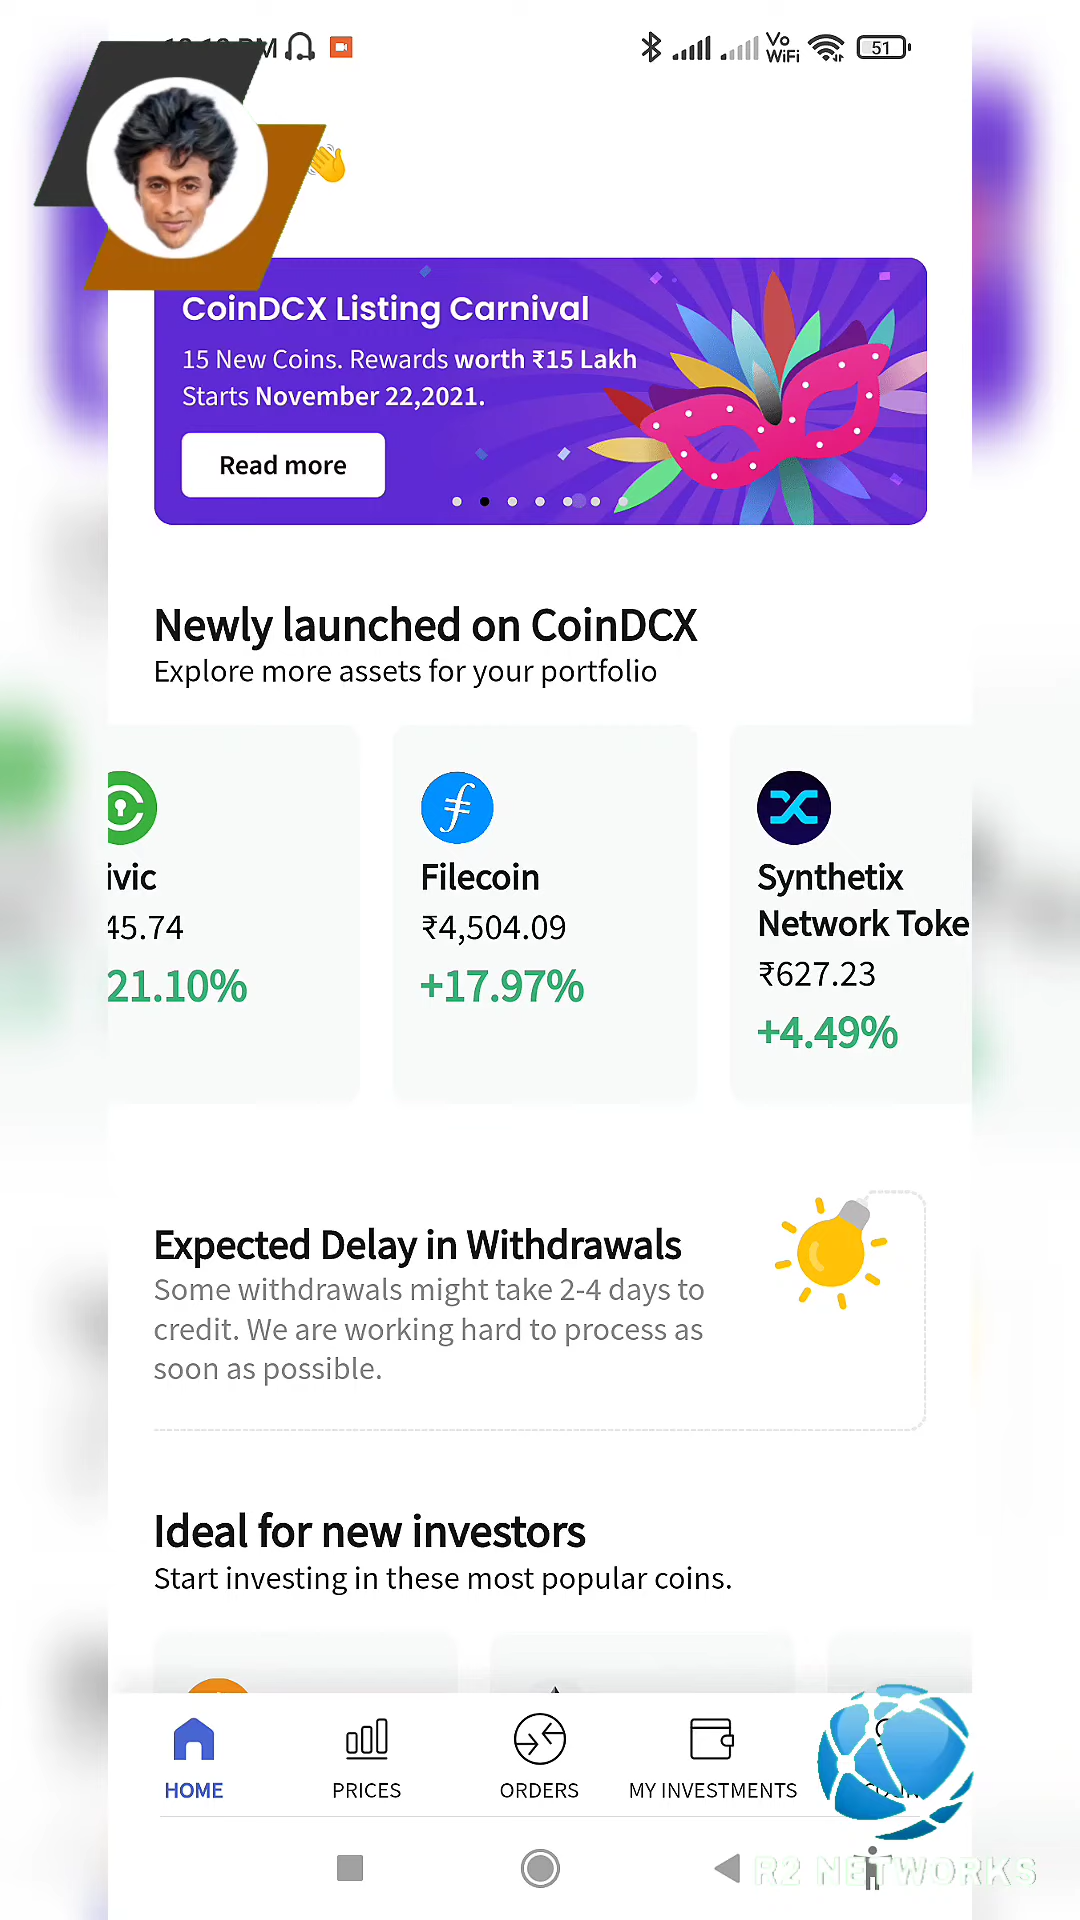 Vo
WiFi
51
CoinDCX Listing Carnival
15 New Coins. Rewards worth ₹15 Lakh
Starts November 22,2021.
Read more
Newly launched on CoinDCX
Explore more assets for your portfolio
ivic
45.74
21.10%
Filecoin
₹4,504.09
+17.97%
Synthetix
Network Toke
₹627.23
+4.49%
Expected Delay in Withdrawals
Some withdrawals might take 2-4 days to
credit. We are working hard to process as
soon as possible.
Ideal for new investors
Start investing in these most popular coins.
HOME
PRICES
ORDERS
MY INVESTMENTS
R2 NETWORKS